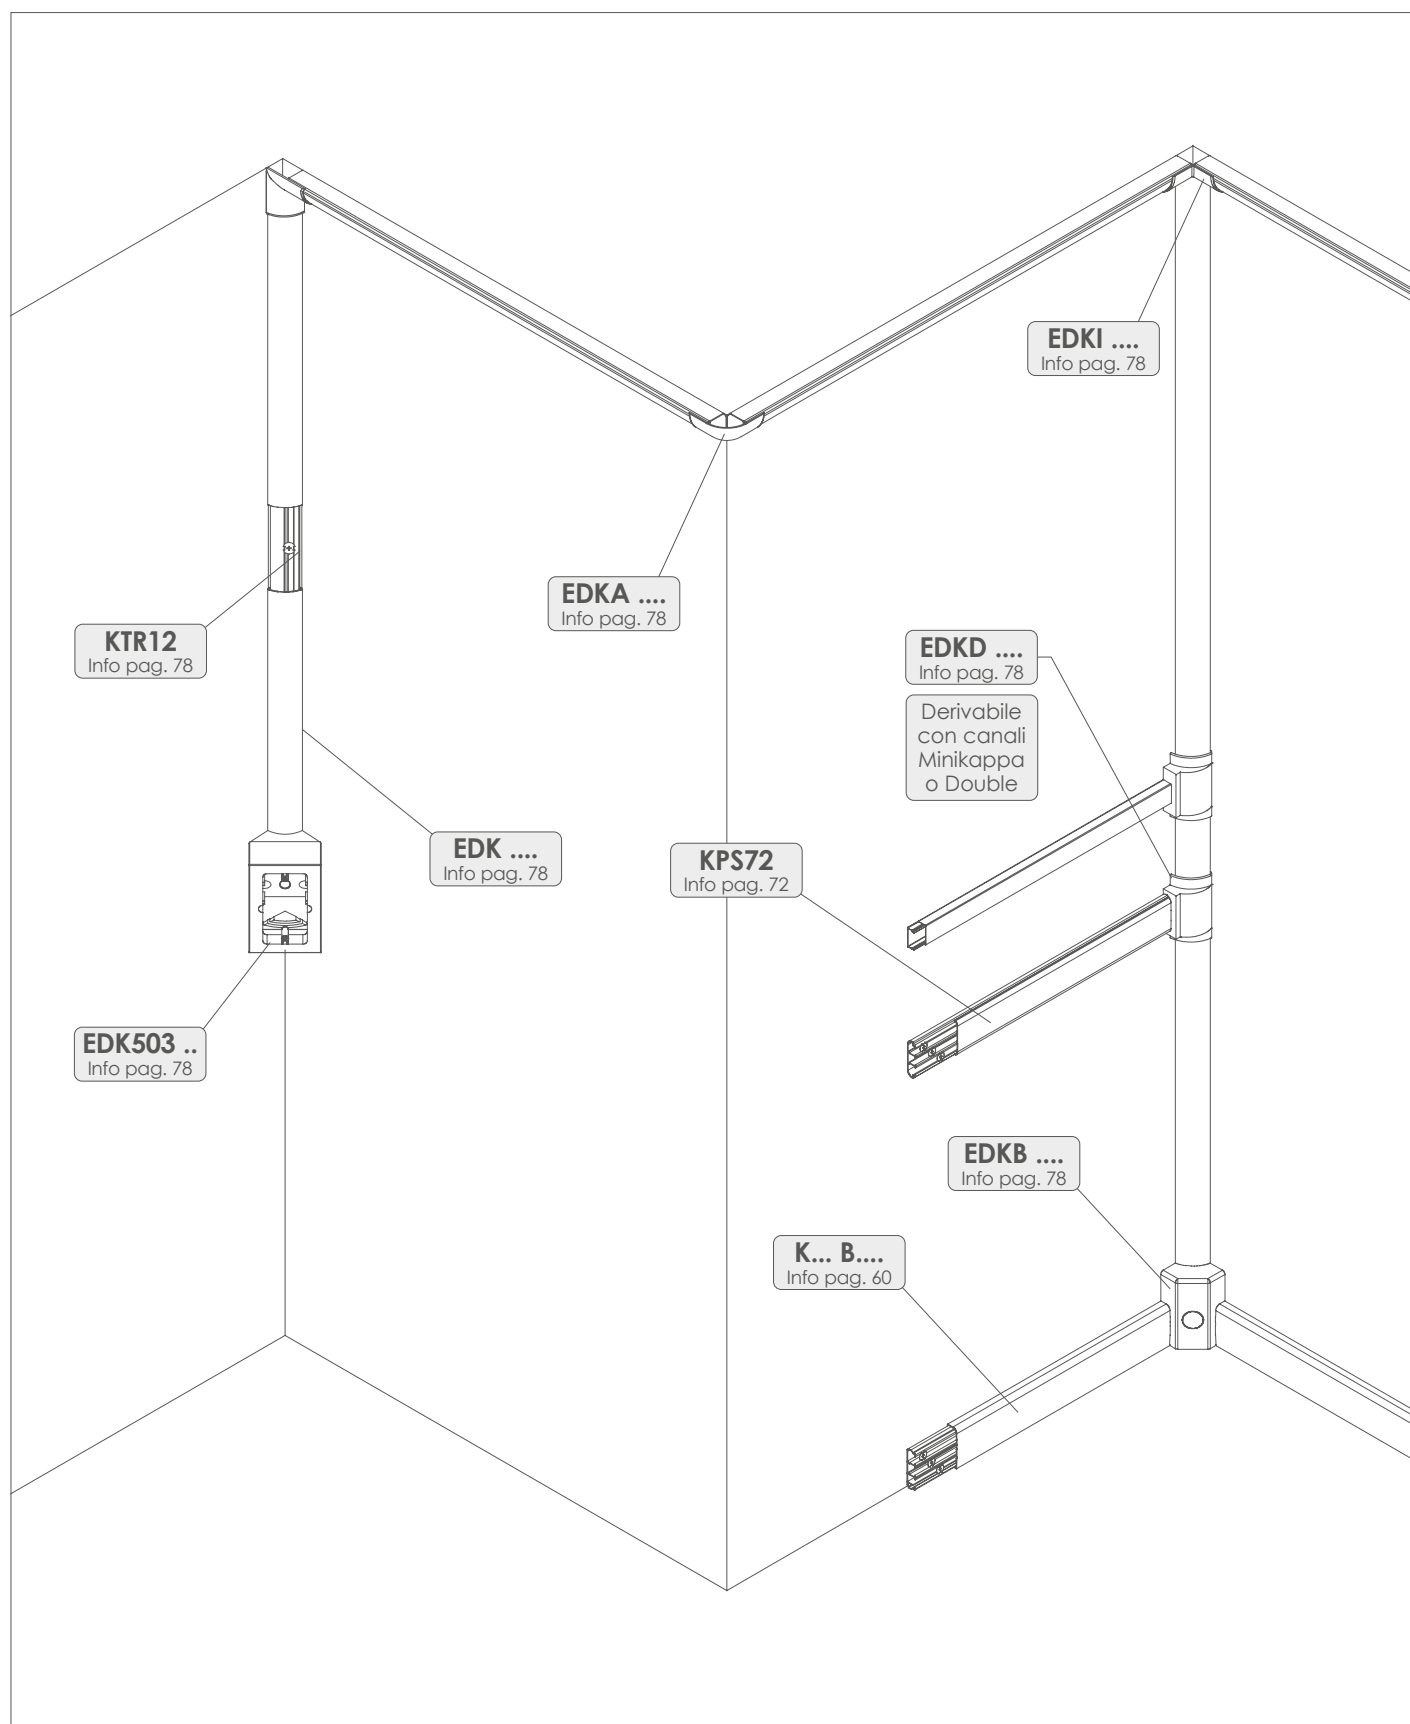 EDKI ....
Info pag. 78
EDKA ....
Info pag. 78
KTR12
Info pag. 78
EDKD ....
Info pag. 78
Derivabile
con canali
Minikappa
o Double
EDK ....
Info pag. 78
KPS72
Info pag. 72
EDK503 ..
Info pag. 78
EDKB ....
Info pag. 78
K... B....
Info pag. 60